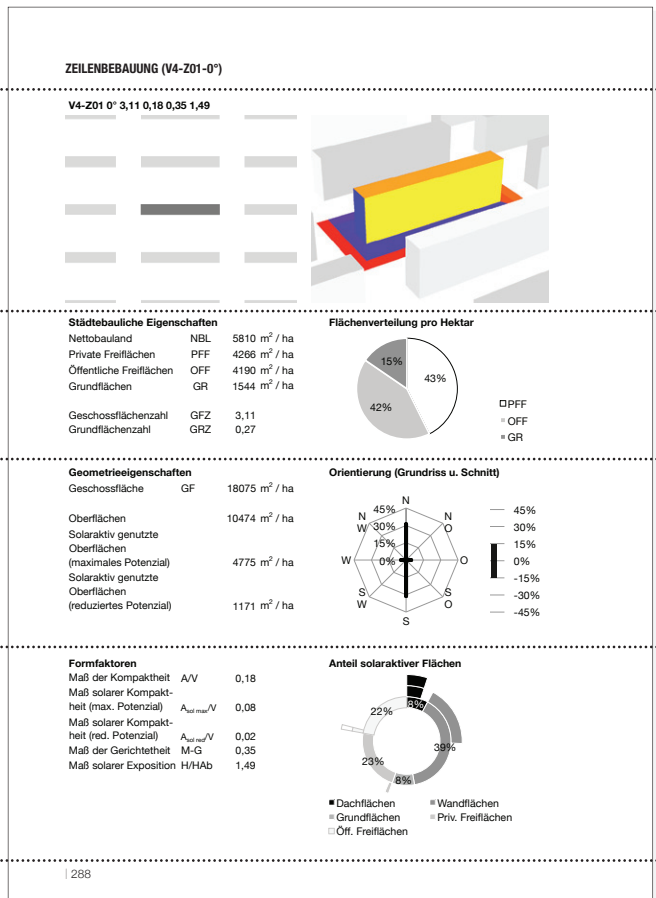 ZEILENBEBAUUNG (V4-Z01-0°)
V4-Z01 0° 3,11 0,18 0,35 1,49
Städtebauliche Eigenschaften
Nettobauland NBL 5810 m² / ha
Private Freiflächen PFF 4266 m² / ha
Öffentliche Freiflächen OFF 4190 m² / ha
Grundflächen GR 1544 m² / ha
Geschossflächenzahl GFZ 3,11
Grundflächenzahl GRZ 0,27
Flächenverteilung pro Hektar
15%
43%
42%
PFF
OFF
GR
Geometrieeigenschaften
Geschossfläche GF 18075 m² / ha
Oberflächen 10474 m² / ha
Solaraktiv genutzte
Oberflächen
(maximales Potenzial) 4775 m² / ha
Solaraktiv genutzte
Oberflächen
(reduziertes Potenzial) 1171 m² / ha
Orientierung (Grundriss u. Schnitt)
N
45%
N W
N O
30%
15%
W
0%
O
S W
S O
S
45%
30%
15%
0%
-15%
-30%
-45%
Formfaktoren
Maß der Kompaktheit A/V 0,18
Maß solarer Kompakt-
heit (max. Potenzial) A sol max/V 0,08
Maß solarer Kompakt-
heit (red. Potenzial) A sol red/V 0,02
Maß der Gerichtetheit M-G 0,35
Maß solarer Exposition H/HAb 1,49
Anteil solaraktiver Flächen
8%
22%
39%
23%
8%
Dachflächen
Wandflächen
Grundflächen
Priv. Freiflächen
Öff. Freiflächen
| 288